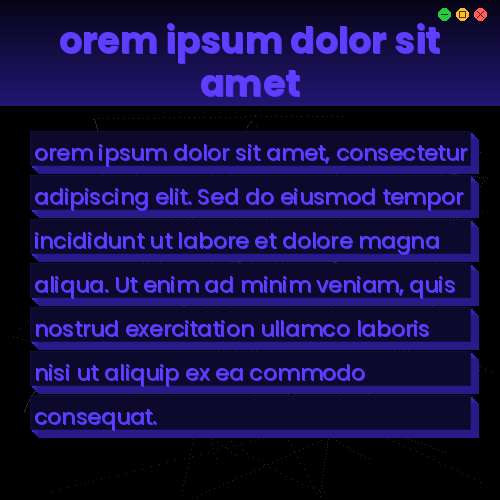 orem ipsum dolor sit
amet
orem ipsum dolor sit amet, consectetur
adipiscing elit. Sed do eiusmod tempor
incididunt ut labore et dolore magna
aliqua. Ut enim ad minim veniam, quis
nostrud exercitation ullamco laboris
nisi ut aliquip ex ea commodo
consequat.